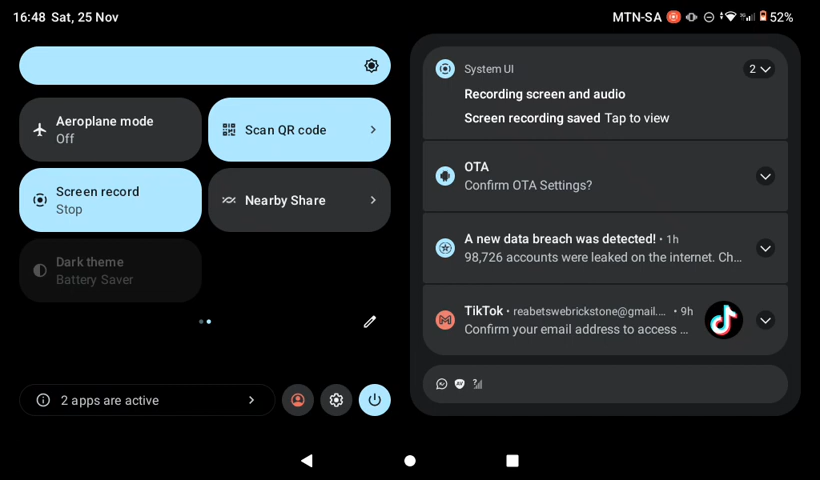 16:48 Sat, 25 Nov
MTN-SA 52%
Aeroplane mode
Off
Scan QR code
Screen record
Stop
Nearby Share
Dark theme
Battery Saver
2 apps are active
System UI 2
Recording screen and audio
Screen recording saved Tap to view
OTA
Confirm OTA Settings?
A new data breach was detected! • 1h
98,726 accounts were leaked on the internet. Ch...
TikTok • reabetswebrickstone@gmail.... • 9h
Confirm your email address to access ...